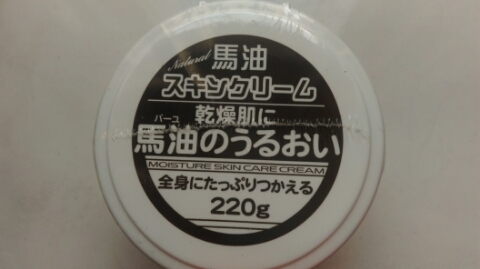 Natural 馬油
スキンクリーム
乾燥肌に
バーユ
馬油のうるおい
MOISTURE SKIN CARE CREAM
全身にたっぷりつかえる
220g